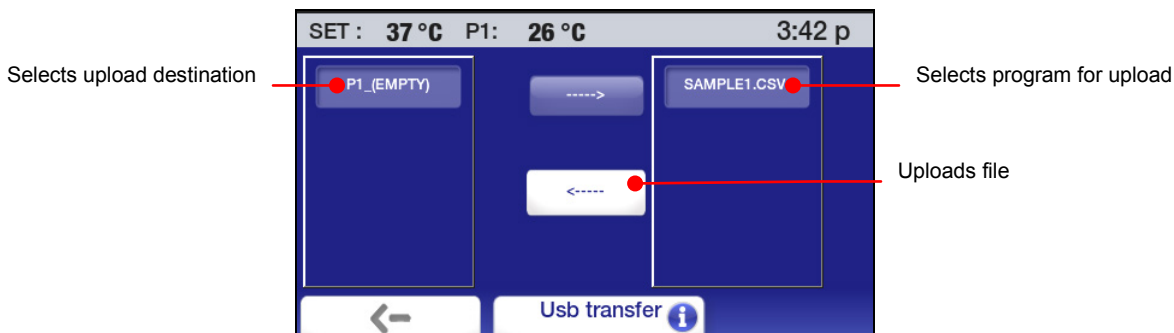 SET : 37 °C P1: 26 °C 3:42 p
Selects upload destination
P1_(EMPTY)
----->
SAMPLE1.CSV
Selects program for upload
<-----
Uploads file
Usb transfer